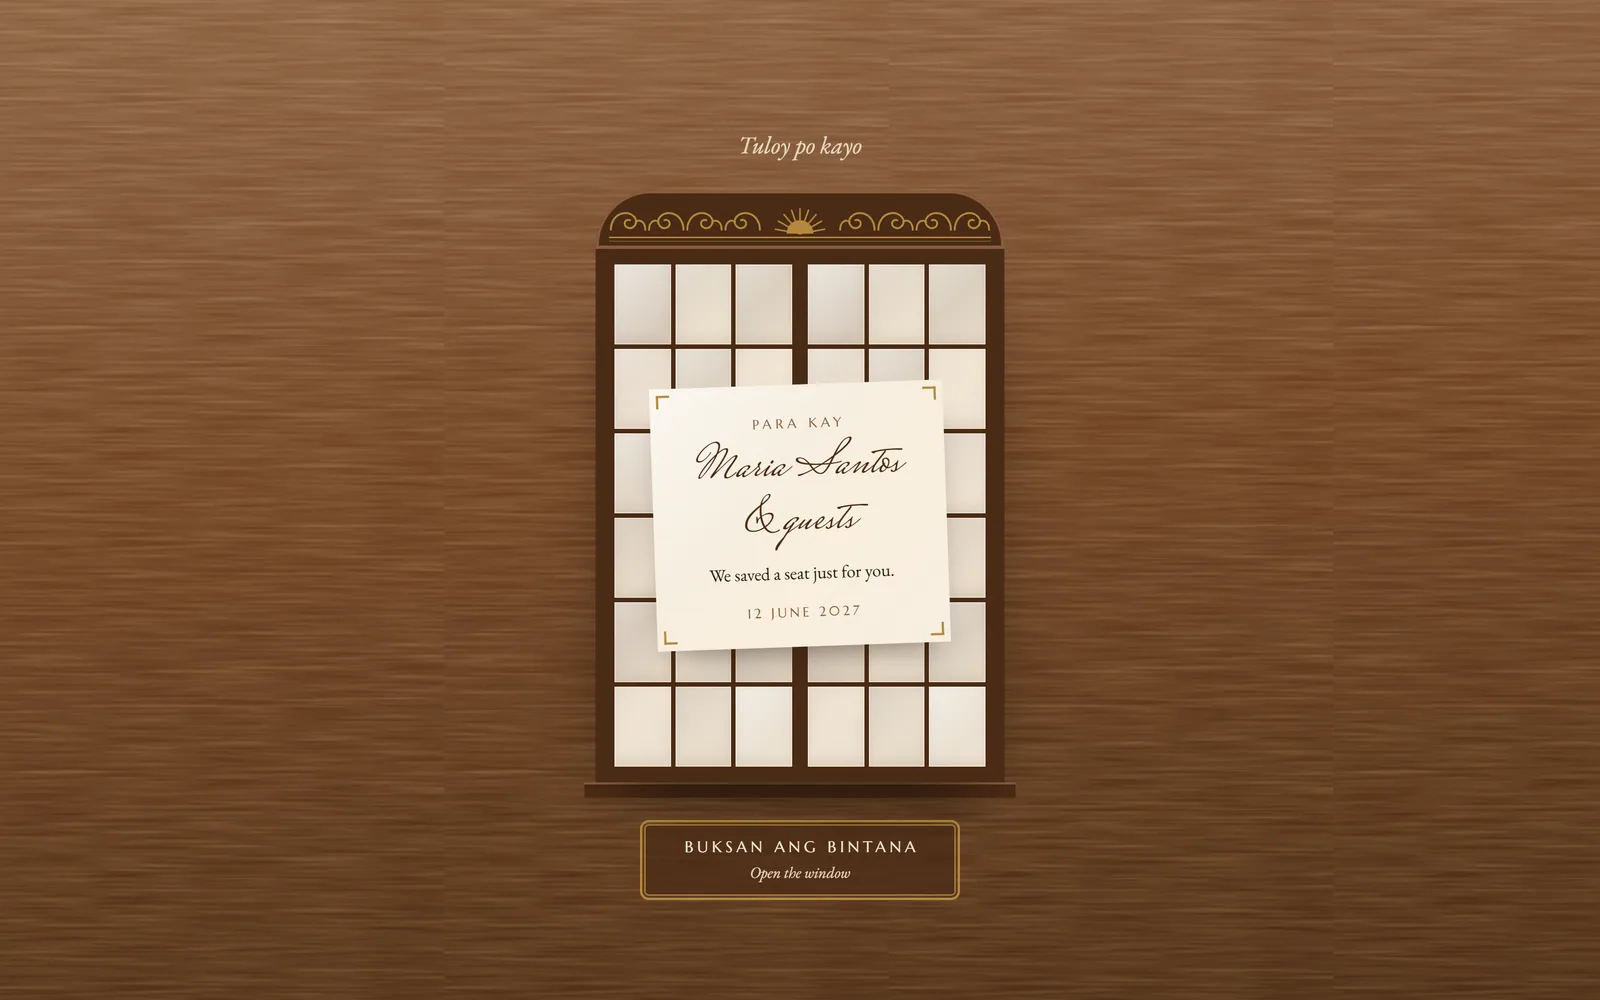 Tuloy po kayo
PARA KAY
Maria Santos
& guests
We saved a seat just for you.
12 JUNE 2027
BUKSAN ANG BINTANA
Open the window